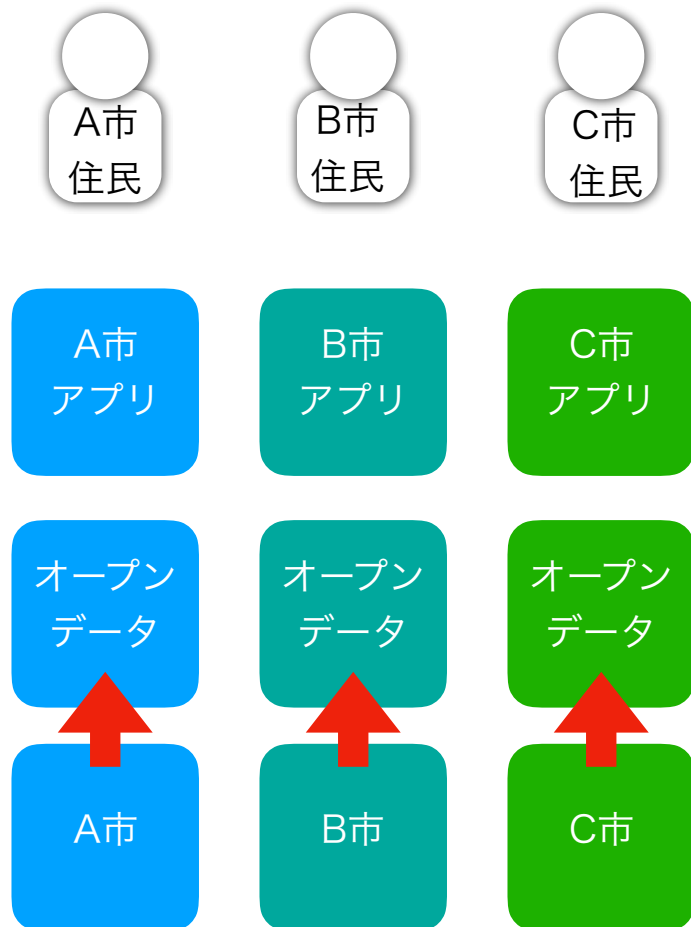 A市
住民
B市
住民
C市
住民
A市
アプリ
B市
アプリ
C市
アプリ
オープン
データ
オープン
データ
オープン
データ
A市
B市
C市